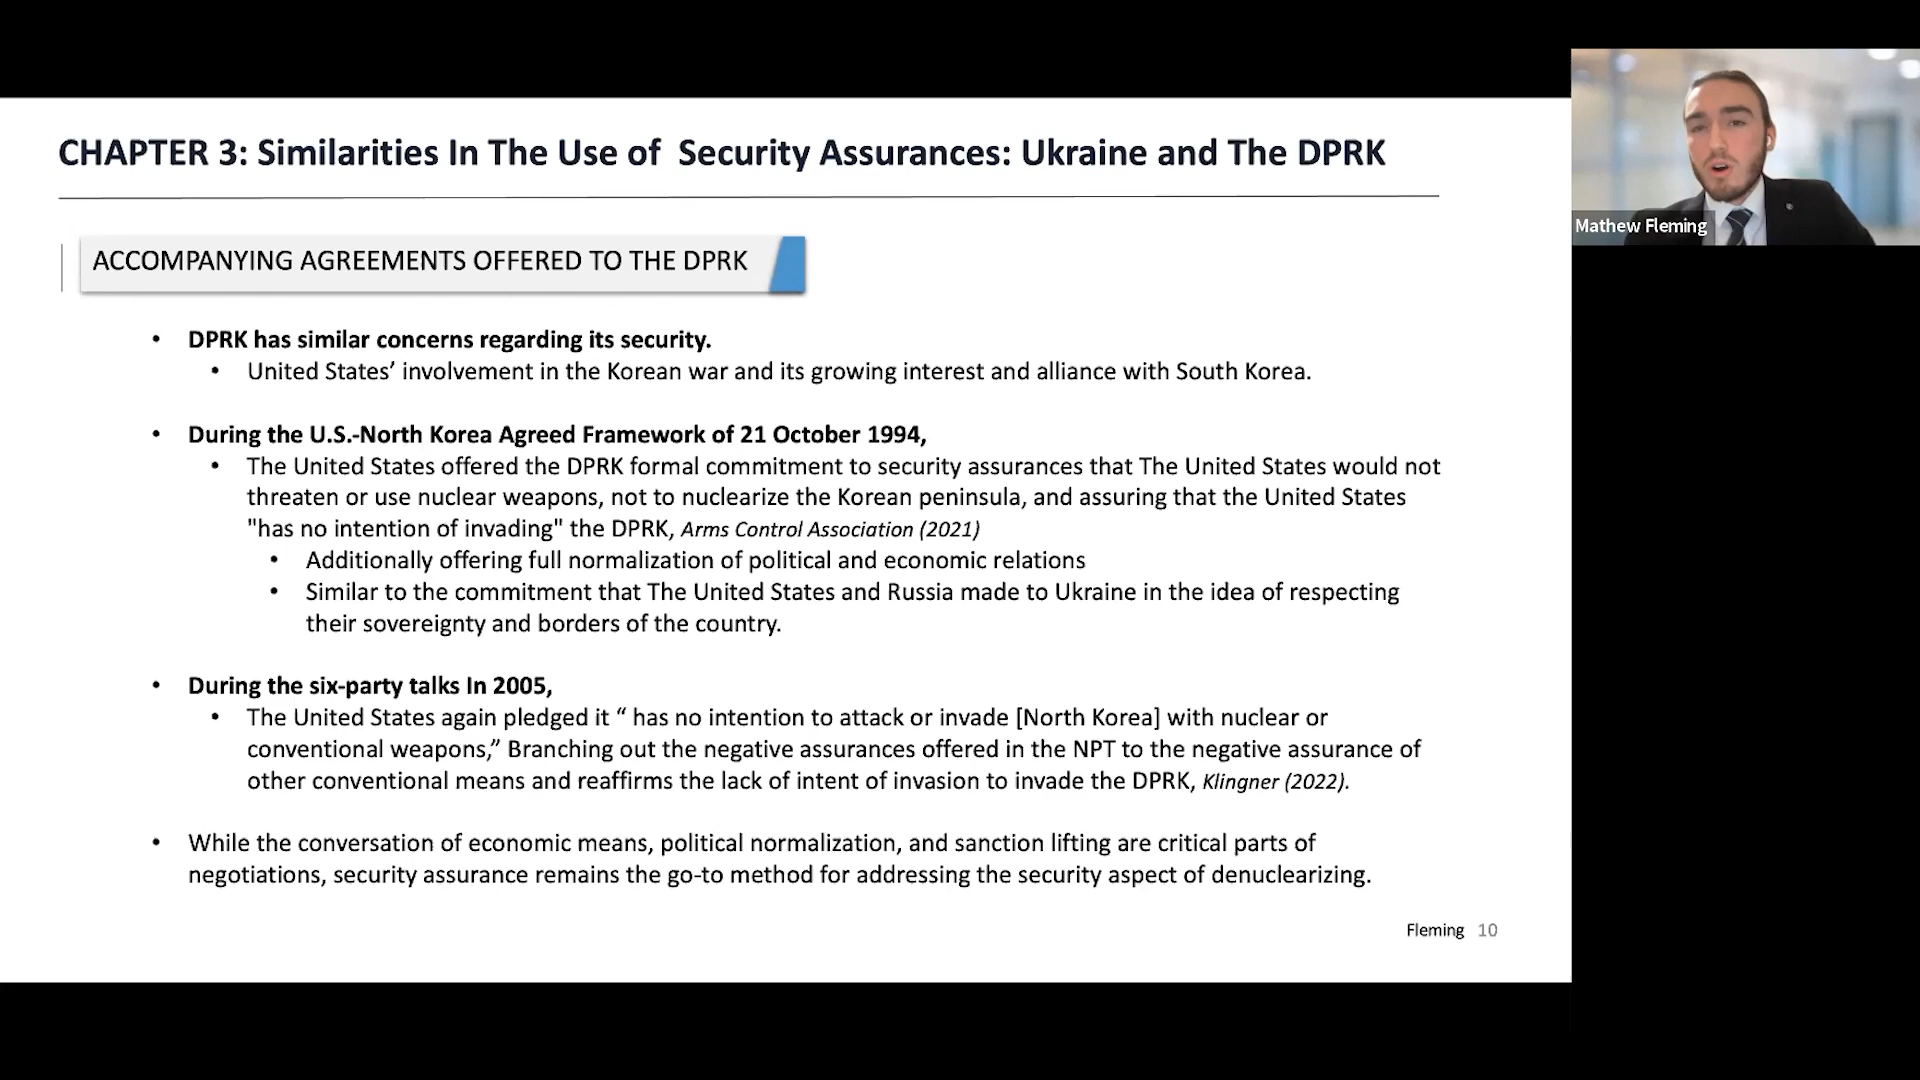 CHAPTER 3: Similarities In The Use of  Security Assurances: Ukraine and The DPRK
ACCOMPANYING AGREEMENTS OFFERED TO THE DPRK
• DPRK has similar concerns regarding its security.
• United States’ involvement in the Korean war and its growing interest and alliance with South Korea.
• During the U.S.-North Korea Agreed Framework of 21 October 1994,
• The United States offered the DPRK formal commitment to security assurances that The United States would not
threaten or use nuclear weapons, not to nuclearize the Korean peninsula, and assuring that the United States
"has no intention of invading" the DPRK, Arms Control Association (2021)
• Additionally offering full normalization of political and economic relations
• Similar to the commitment that The United States and Russia made to Ukraine in the idea of respecting
their sovereignty and borders of the country.
• During the six-party talks In 2005,
• The United States again pledged it “ has no intention to attack or invade [North Korea] with nuclear or
conventional weapons,” Branching out the negative assurances offered in the NPT to the negative assurance of
other conventional means and reaffirms the lack of intent of invasion to invade the DPRK, Klingner (2022).
• While the conversation of economic means, political normalization, and sanction lifting are critical parts of
negotiations, security assurance remains the go-to method for addressing the security aspect of denuclearizing.
Fleming 10
Mathew Fleming